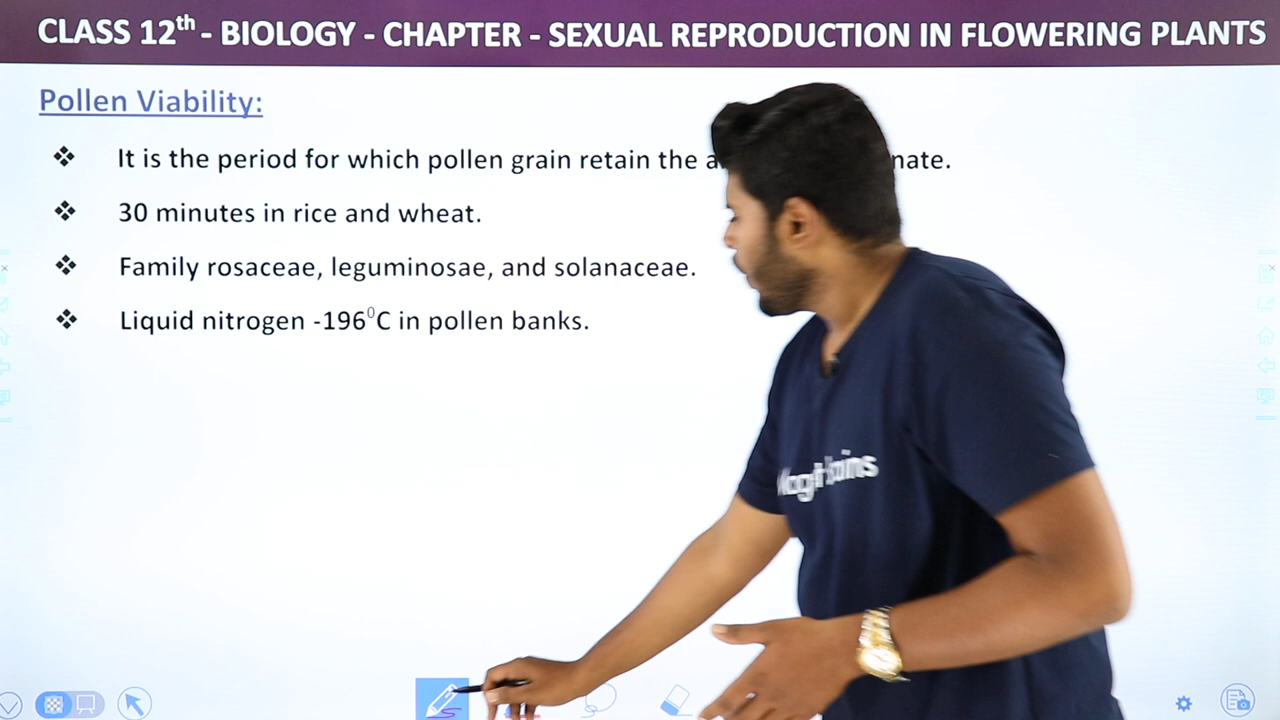 CLASS 12th - BIOLOGY - CHAPTER - SEXUAL REPRODUCTION IN FLOWERING PLANTS
Pollen Viability:
❖ It is the period for which pollen grain retain the
❖ 30 minutes in rice and wheat.
❖ Family rosaceae, leguminosae, and solanaceae.
❖ Liquid nitrogen -196⁰C in pollen banks.